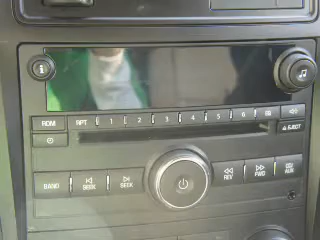 i
RDM RPT 1 2 3 4 5 6
EJECT
BAND SEEK SEEK REV FWD
AUX